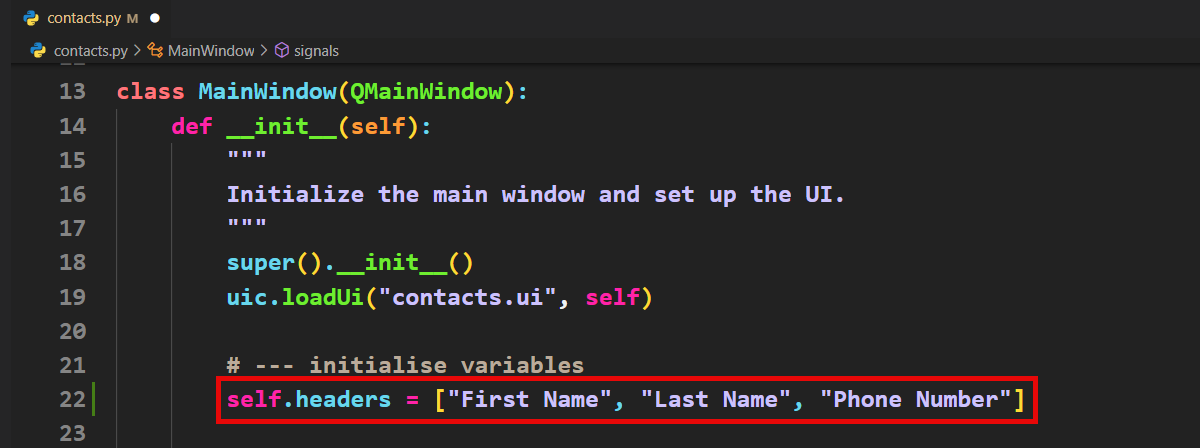 contacts.py M
contacts.py > MainWindow > signals
13 class MainWindow(QMainWindow):
14 def __init__(self):
15 """
16 Initialize the main window and set up the UI.
17 """
18 super().__init__()
19 uic.loadUi("contacts.ui", self)
20
21 # --- initialise variables
22 self.headers = ["First Name", "Last Name", "Phone Number"]
23